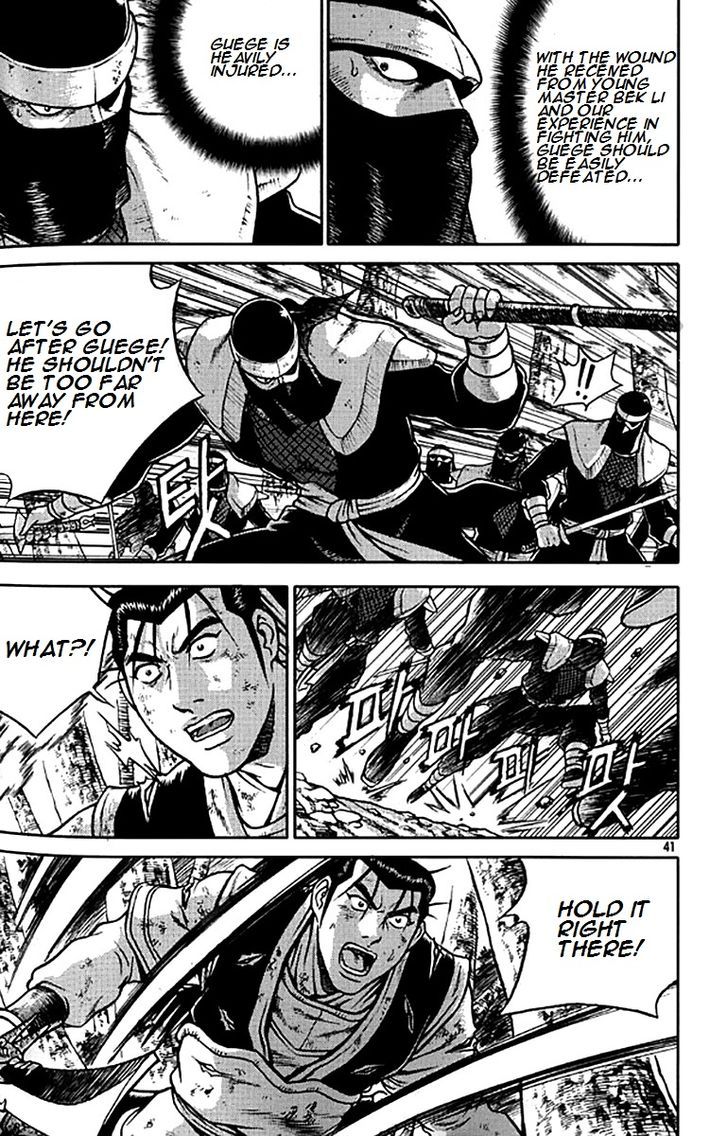 WITH THE WOUND
HE RECEIVED
FROM YOUNG
MASTER BEK LI
AND OUR
EXPERIENCE IN
FIGHTING HIM,
GUEGE SHOULD
BE EASILY
DEFEATED...
GUEGE IS
HEAVILY
INJURED...
!!
LET'S GO
AFTER GUEGE!
HE SHOULDN'T
BE TOO FAR
AWAY FROM
HERE!
타
앗
파
파
파
팟
WHAT?!
41
HOLD IT
RIGHT
THERE!